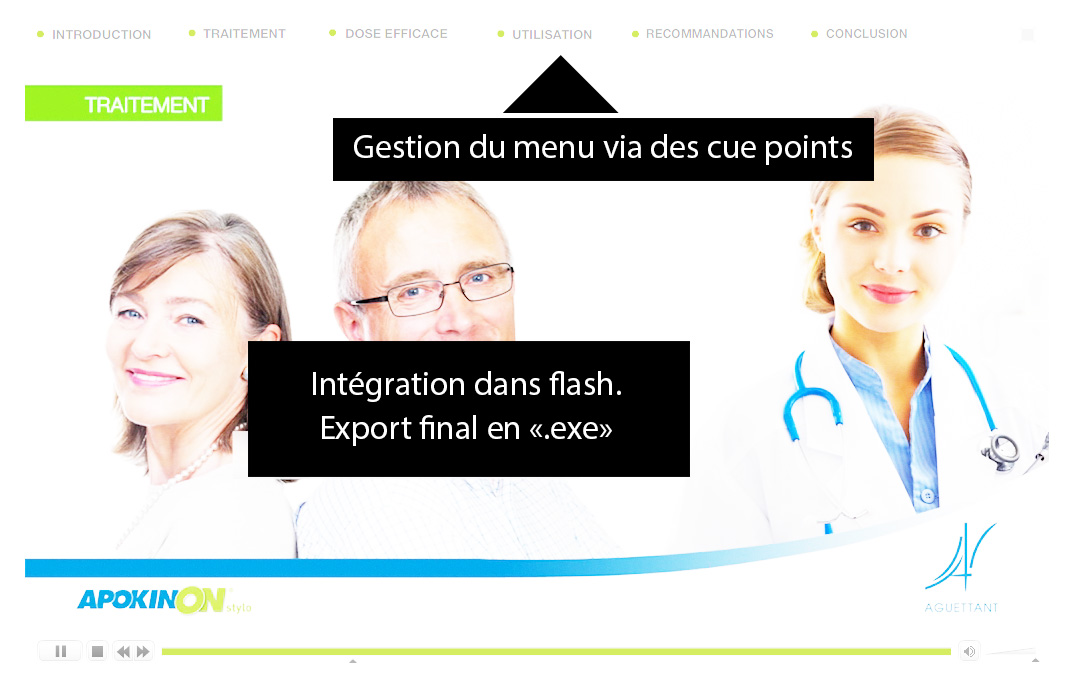 INTRODUCTION TRAITEMENT DOSE EFFICACE UTILISATION RECOMMANDATIONS CONCLUSION
TRAITEMENT
Gestion du menu via des cue points
Intégration dans flash.
Export final en «.exe»
APOKINON stylo
AGUETTANT